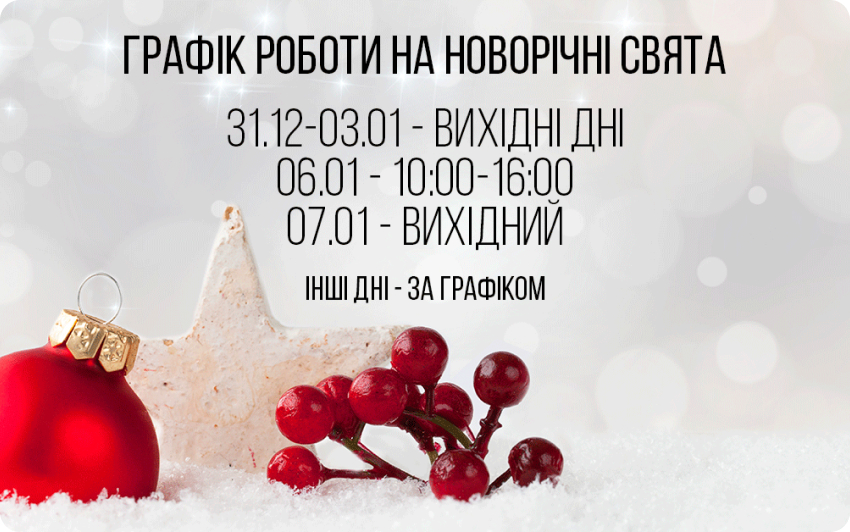 ГРАФІК РОБОТИ НА НОВОРІЧНІ СВЯТА
31.12-03.01 - ВИХІДНІ ДНІ
06.01 - 10:00-16:00
07.01 - ВИХІДНИЙ
ІНШІ ДНІ - ЗА ГРАФІКОМ